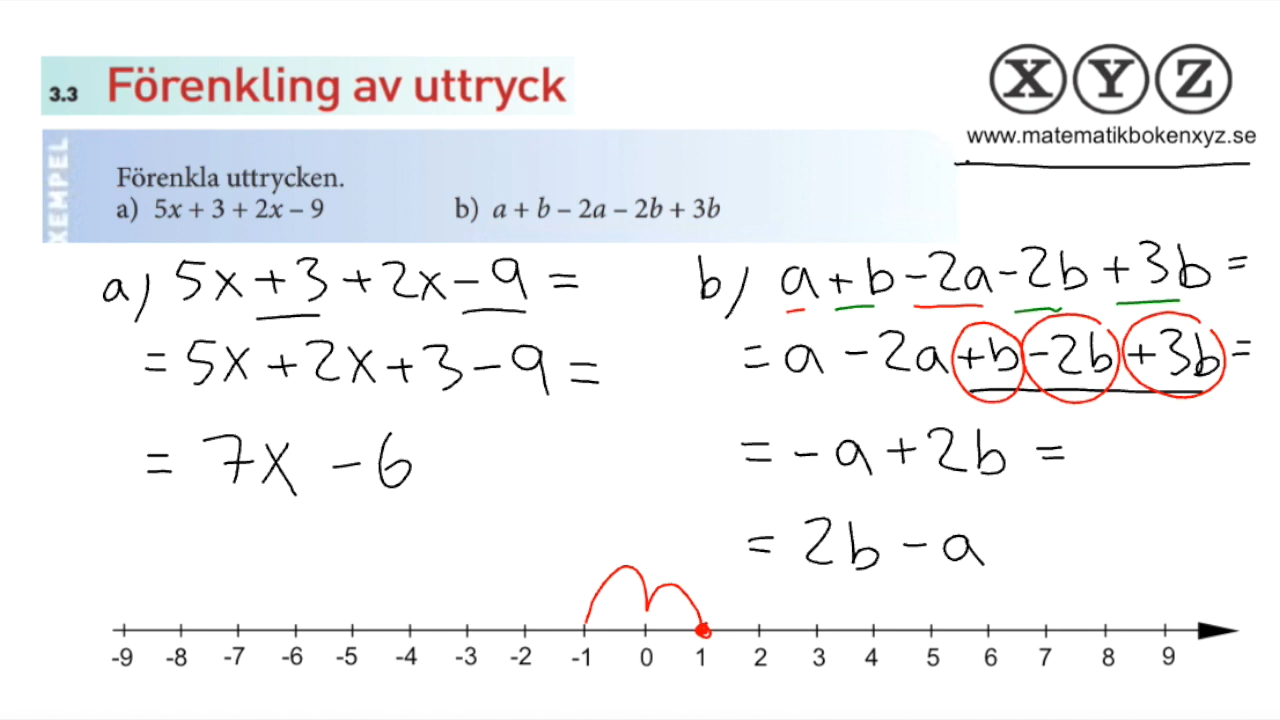 3.3 Förenkling av uttryck
XYZ
www.matematikbokenxyz.se
XEMPEL
Förenkla uttrycken.
a) 5x + 3 + 2x – 9
b) a + b – 2a – 2b + 3b
a) 5x+3+2x-9=
=5x+2x+3-9=
=7x-6
b) a+b-2a-2b+3b=
=a-2a+b-2b+3b=
=-a+2b=
=2b-a
-9 -8 -7 -6 -5 -4 -3 -2 -1 0 1 2 3 4 5 6 7 8 9